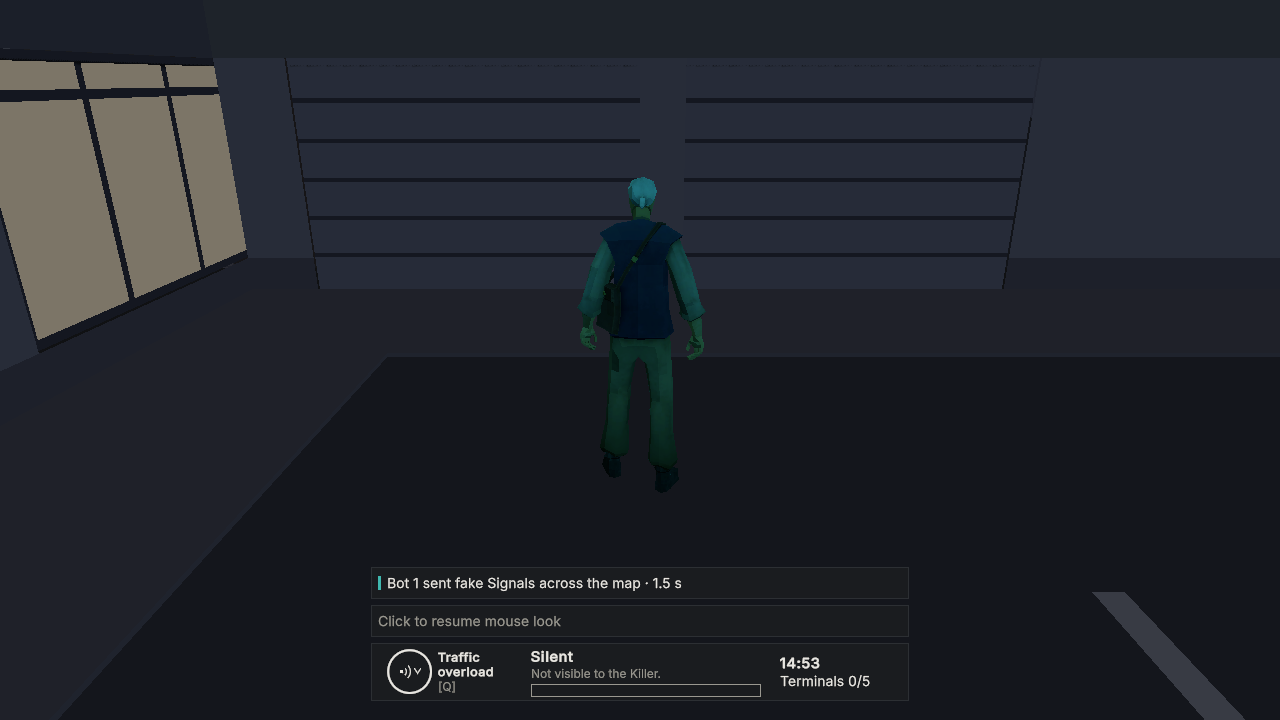 Bot 1 sent fake Signals across the map · 1.5 s
Click to resume mouse look
Traffic
overload
[Q]
Silent
Not visible to the Killer.
14:53
Terminals 0/5